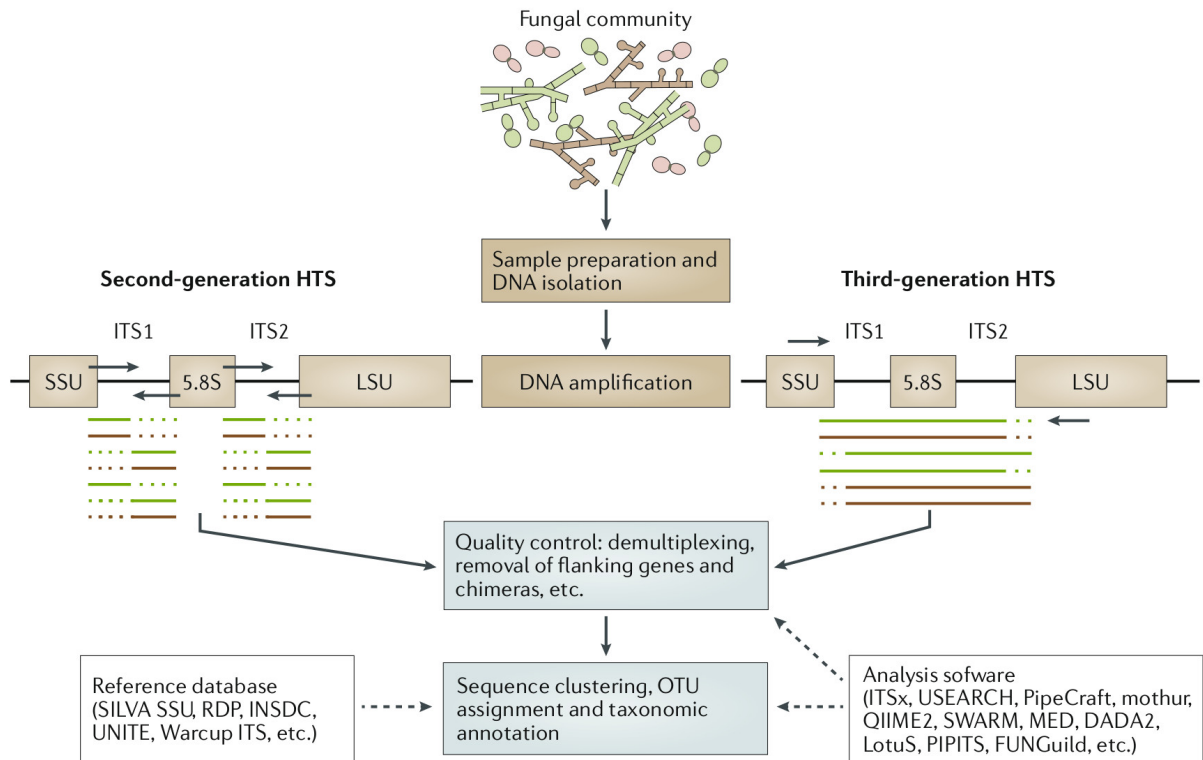 Fungal community
Sample preparation and
DNA isolation
Second-generation HTS
Third-generation HTS
ITS1
ITS2
ITS1
ITS2
SSU
5.8S
LSU
DNA amplification
SSU
5.8S
LSU
Quality control: demultiplexing,
removal of flanking genes and
chimeras, etc.
Reference database
(SILVA SSU, RDP, INSDC,
UNITE, Warcup ITS, etc.)
Sequence clustering, OTU
assignment and taxonomic
annotation
Analysis sofware
(ITSx, USEARCH, PipeCraft, mothur,
QIIME2, SWARM, MED, DADA2,
LotuS, PIPITS, FUNGuild, etc.)